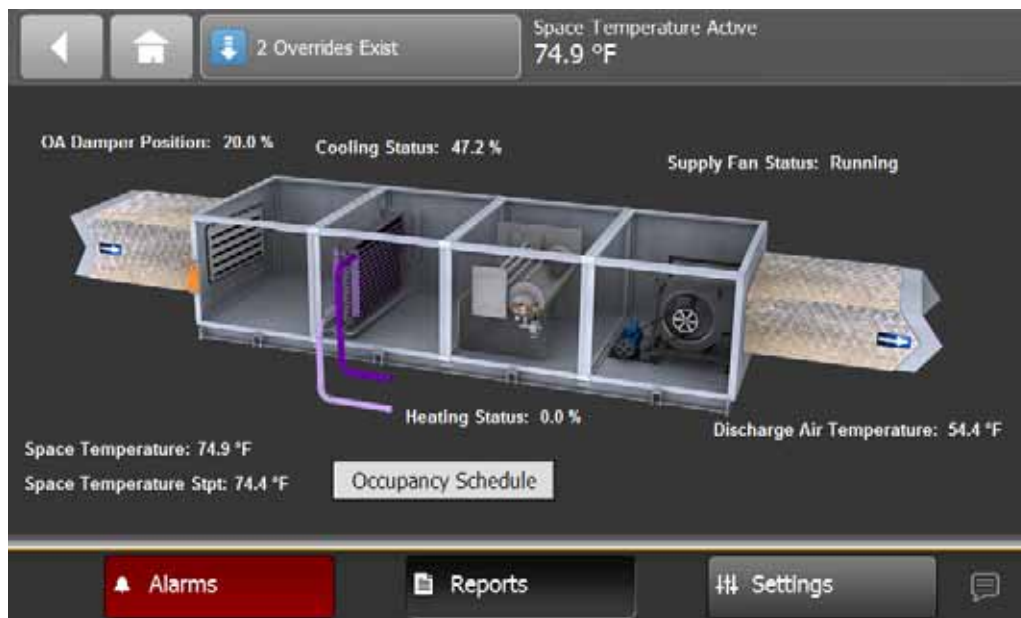 2 Overrides Exist
Space Temperature Active
74.9 °F
OA Damper Position: 20.0 %
Cooling Status: 47.2 %
Supply Fan Status: Running
Heating Status: 0.0 %
Discharge Air Temperature: 54.4 °F
Space Temperature: 74.9 °F
Space Temperature Stpt: 74.4 °F
Occupancy Schedule
Alarms
Reports
Settings